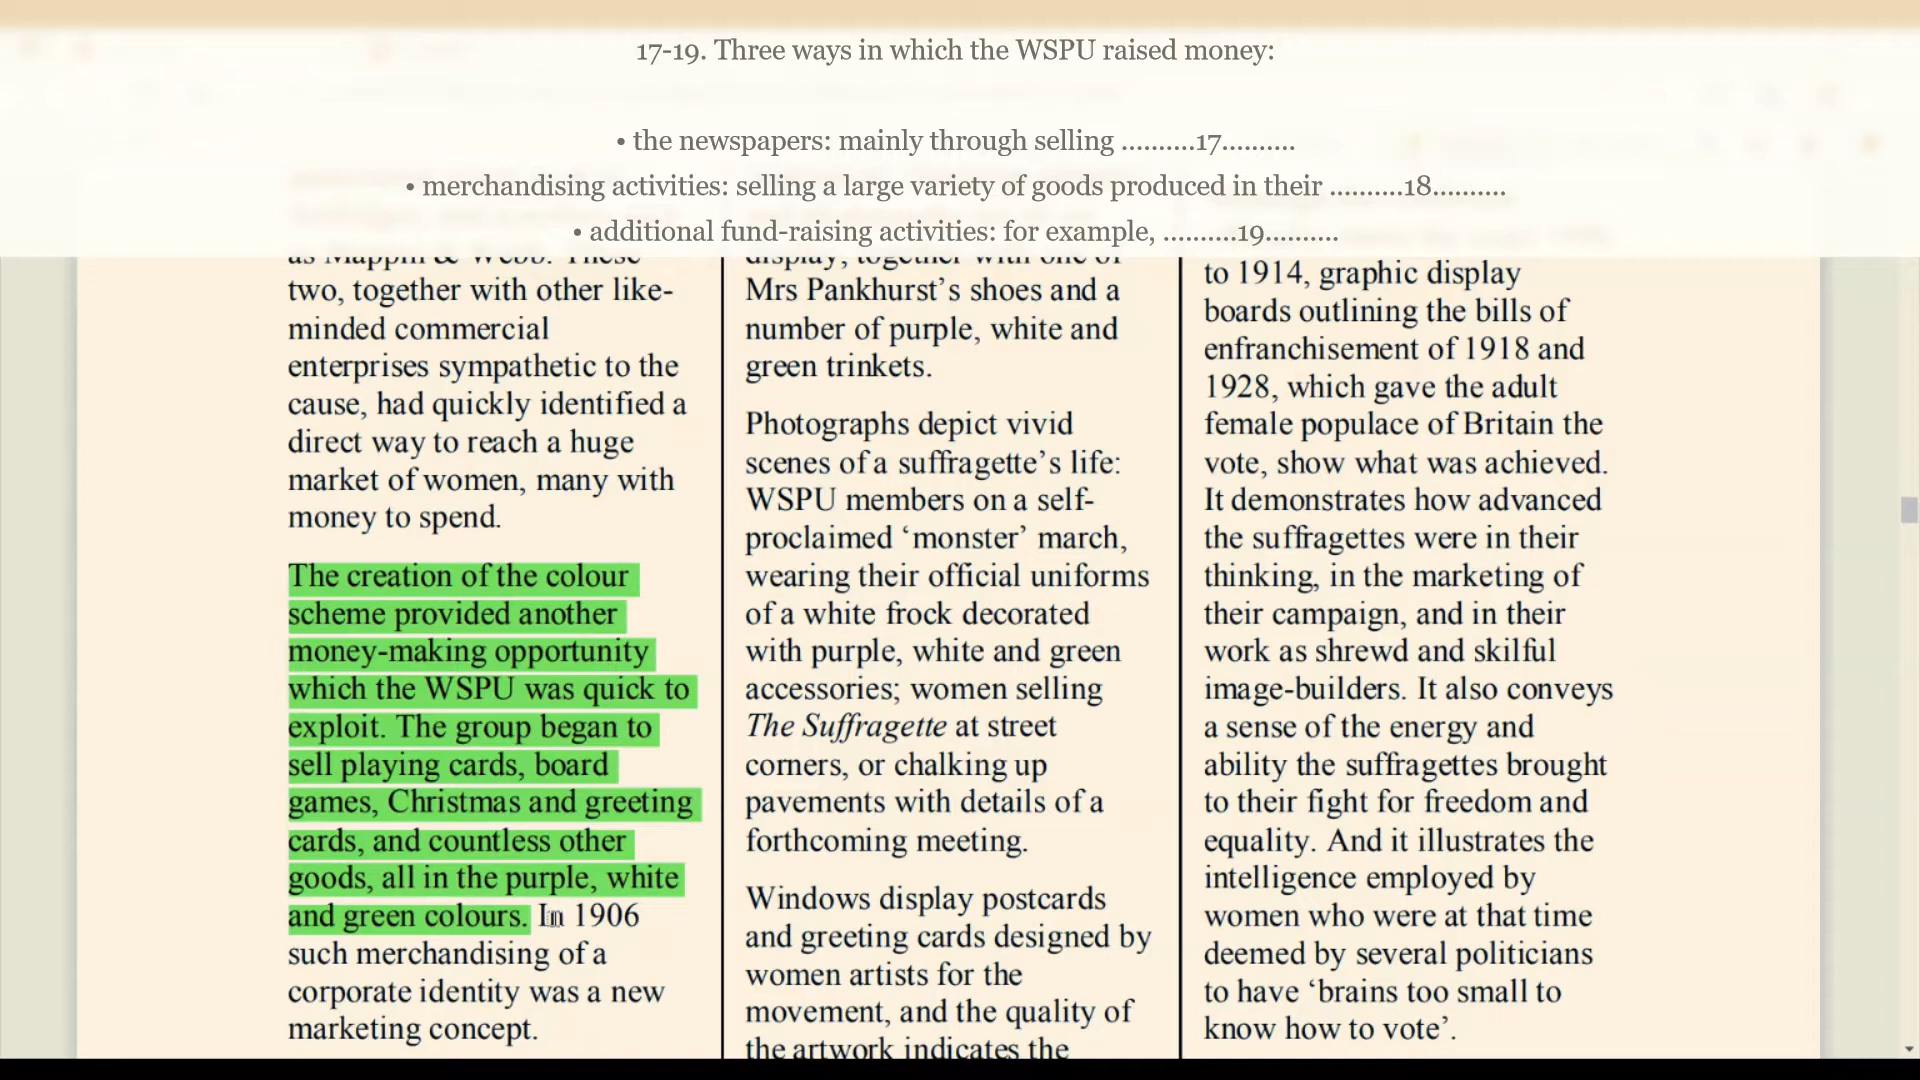 17-19. Three ways in which the WSPU raised money:
• the newspapers: mainly through selling ..........17..........
• merchandising activities: selling a large variety of goods produced in their ..........18..........
• additional fund-raising activities: for example, ..........19..........
as Mappin & Webb. These
two, together with other like-
minded commercial
enterprises sympathetic to the
cause, had quickly identified a
direct way to reach a huge
market of women, many with
money to spend.
The creation of the colour
scheme provided another
money-making opportunity
which the WSPU was quick to
exploit. The group began to
sell playing cards, board
games, Christmas and greeting
cards, and countless other
goods, all in the purple, white
and green colours. In 1906
such merchandising of a
corporate identity was a new
marketing concept.
display, together with one of
Mrs Pankhurst’s shoes and a
number of purple, white and
green trinkets.
Photographs depict vivid
scenes of a suffragette’s life:
WSPU members on a self-
proclaimed ‘monster’ march,
wearing their official uniforms
of a white frock decorated
with purple, white and green
accessories; women selling
The Suffragette at street
corners, or chalking up
pavements with details of a
forthcoming meeting.
Windows display postcards
and greeting cards designed by
women artists for the
movement, and the quality of
the artwork indicates the
to 1914, graphic display
boards outlining the bills of
enfranchisement of 1918 and
1928, which gave the adult
female populace of Britain the
vote, show what was achieved.
It demonstrates how advanced
the suffragettes were in their
thinking, in the marketing of
their campaign, and in their
work as shrewd and skilful
image-builders. It also conveys
a sense of the energy and
ability the suffragettes brought
to their fight for freedom and
equality. And it illustrates the
intelligence employed by
women who were at that time
deemed by several politicians
to have ‘brains too small to
know how to vote’.